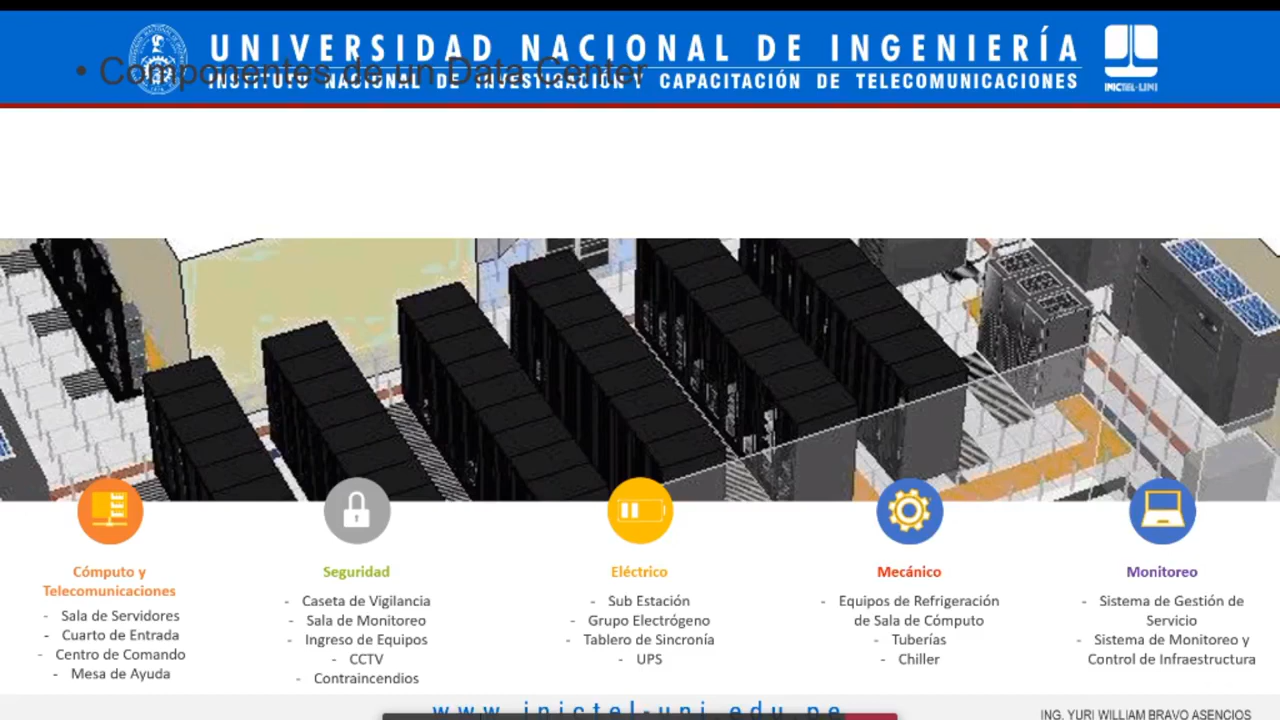 UNIVERSIDAD NACIONAL DE INGENIERÍA
• Componentes de un Data Center
INSTITUTO NACIONAL DE INVESTIGACIÓN Y CAPACITACIÓN DE TELECOMUNICACIONES
INICTEL-UNI
Cómputo y
Telecomunicaciones
- Sala de Servidores
- Cuarto de Entrada
- Centro de Comando
- Mesa de Ayuda
Seguridad
- Caseta de Vigilancia
- Sala de Monitoreo
- Ingreso de Equipos
- CCTV
- Contraincendios
Eléctrico
- Sub Estación
- Grupo Electrógeno
- Tablero de Sincronía
- UPS
Mecánico
- Equipos de Refrigeración
de Sala de Cómputo
- Tuberías
- Chiller
Monitoreo
- Sistema de Gestión de
Servicio
- Sistema de Monitoreo y
Control de Infraestructura
www.inictel-uni.edu.pe
ING. YURI WILLIAM BRAVO ASENCIOS